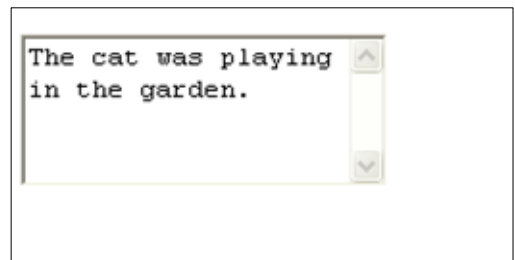 The cat was playing
in the garden.